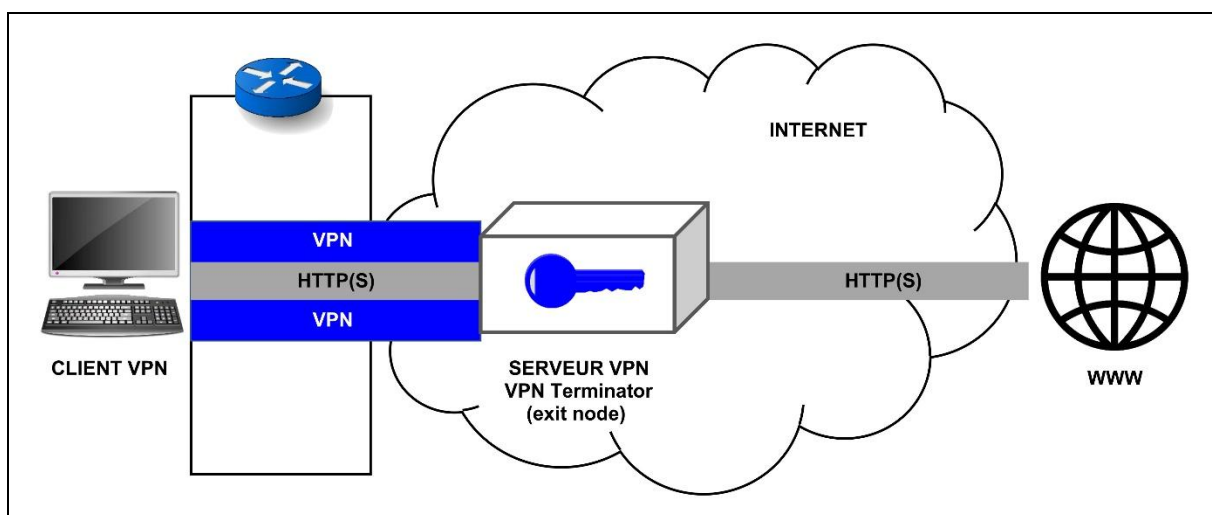 INTERNET
VPN
HTTP(S)
VPN
HTTP(S)
CLIENT VPN
SERVEUR VPN
VPN Terminator
(exit node)
WWW